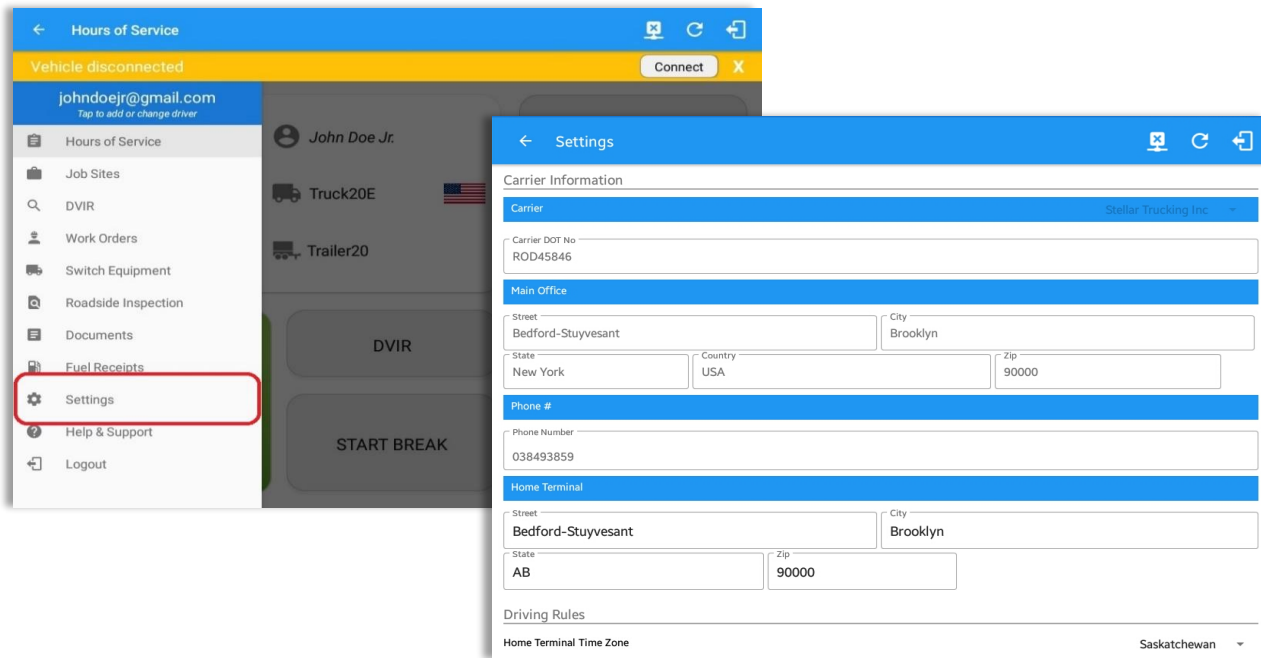 Hours of Service
Vehicle disconnected
Connect
X
johndoejr@gmail.com
Tap to add or change driver
Hours of Service
Job Sites
DVIR
Work Orders
Switch Equipment
Roadside Inspection
Documents
Fuel Receipts
Settings
Help & Support
Logout
John Doe Jr.
Truck20E
Trailer20
DVIR
START BREAK
Settings
Carrier Information
Carrier Stellar Trucking Inc
Carrier DOT No
ROD45846
Main Office
Street City
Bedford-Stuyvesant Brooklyn
State Country Zip
New York USA 90000
Phone #
Phone Number
038493859
Home Terminal
Street City
Bedford-Stuyvesant Brooklyn
State Zip
AB 90000
Driving Rules
Home Terminal Time Zone Saskatchewan